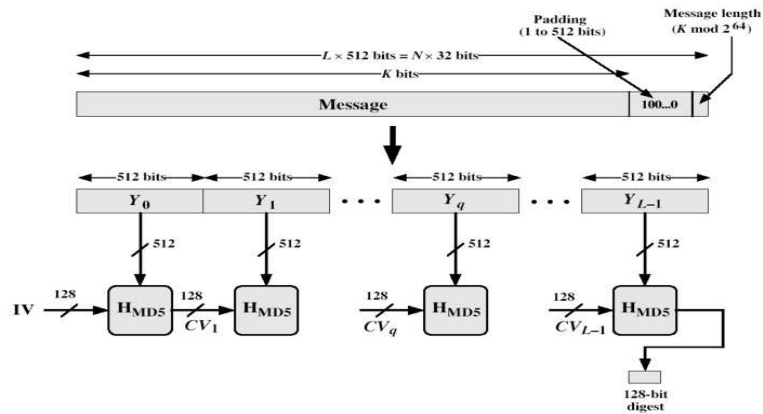 Padding
(1 to 512 bits)
Message length
(K mod 2^64)
L × 512 bits = N × 32 bits
K bits
Message
100...0
512 bits
512 bits
512 bits
512 bits
Y0
Y1
• • •
Yq
• • •
YL–1
512
512
512
512
IV
128
HMD5
128
CV1
HMD5
128
CVq
HMD5
128
CVL–1
HMD5
128-bit
digest